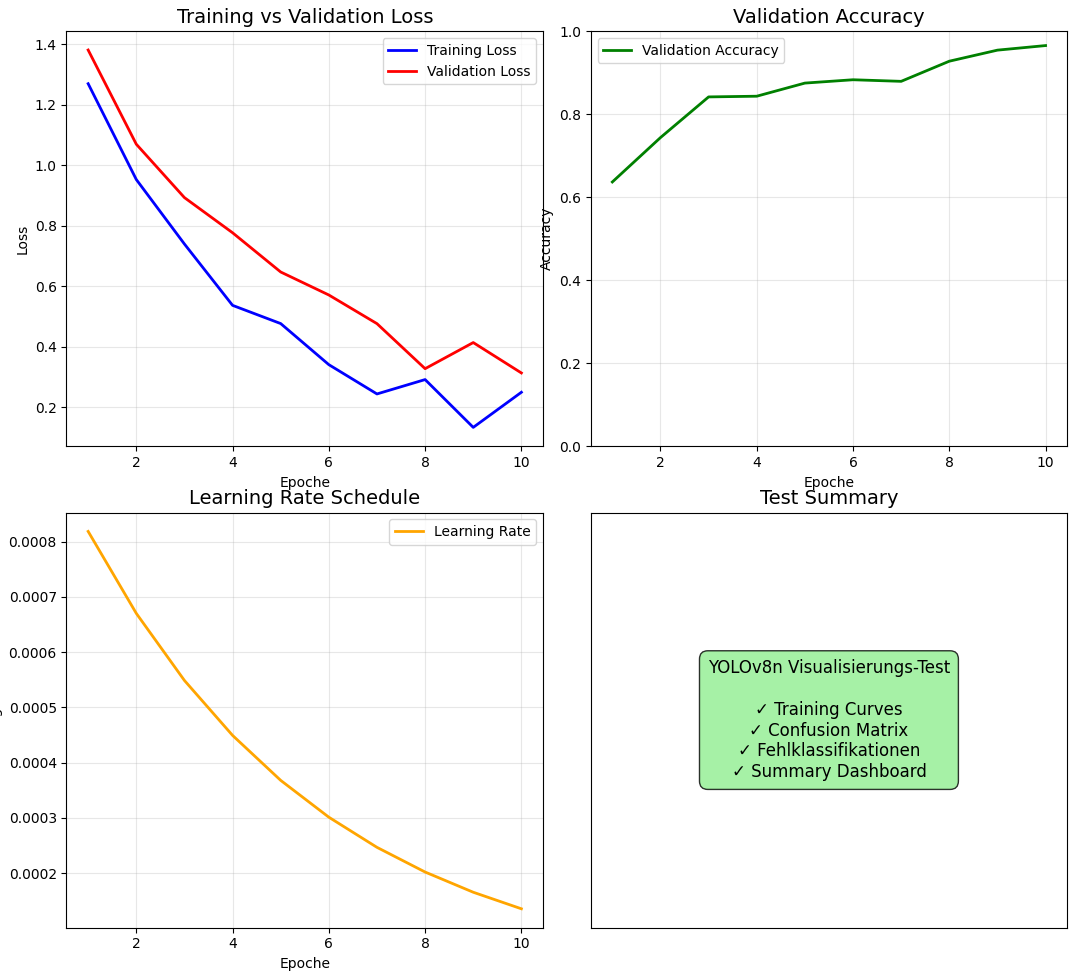 Training vs Validation Loss
Training Loss
Validation Loss
1.4
1.2
1.0
0.8
0.6
0.4
0.2
Loss
2 4 6 8 10
Epoche
Validation Accuracy
Validation Accuracy
1.0
0.8
0.6
0.4
0.2
0.0
Accuracy
2 4 6 8 10
Epoche
Learning Rate Schedule
Learning Rate
0.0008
0.0007
0.0006
0.0005
0.0004
0.0003
0.0002
2 4 6 8 10
Epoche
Test Summary
YOLOv8n Visualisierungs-Test
✓ Training Curves
✓ Confusion Matrix
✓ Fehlklassifikationen
✓ Summary Dashboard